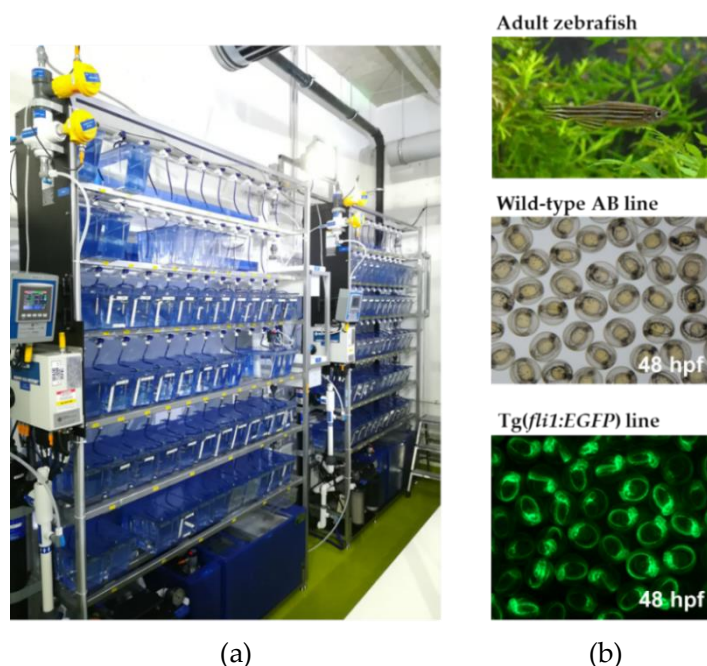 Adult zebrafish
Wild-type AB line
48 hpf
Tg(fli1:EGFP) line
48 hpf
(a)
(b)